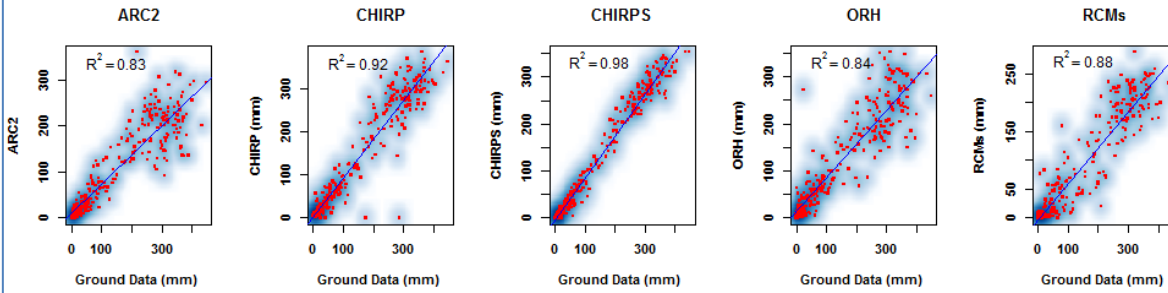 ARC2 CHIRP CHIRPS ORH RCMs
R² = 0.83 R² = 0.92 R² = 0.98 R² = 0.84 R² = 0.88
ARC2
0 100 200 300
0 100 300
Ground Data (mm)
CHIRP (mm)
0 100 200 300
0 100 300
Ground Data (mm)
CHIRPS (mm)
0 100 200 300
0 100 300
Ground Data (mm)
ORH (mm)
0 100 200 300
0 100 300
Ground Data (mm)
RCMs (mm)
0 50 150 250
0 100 300
Ground Data (mm)